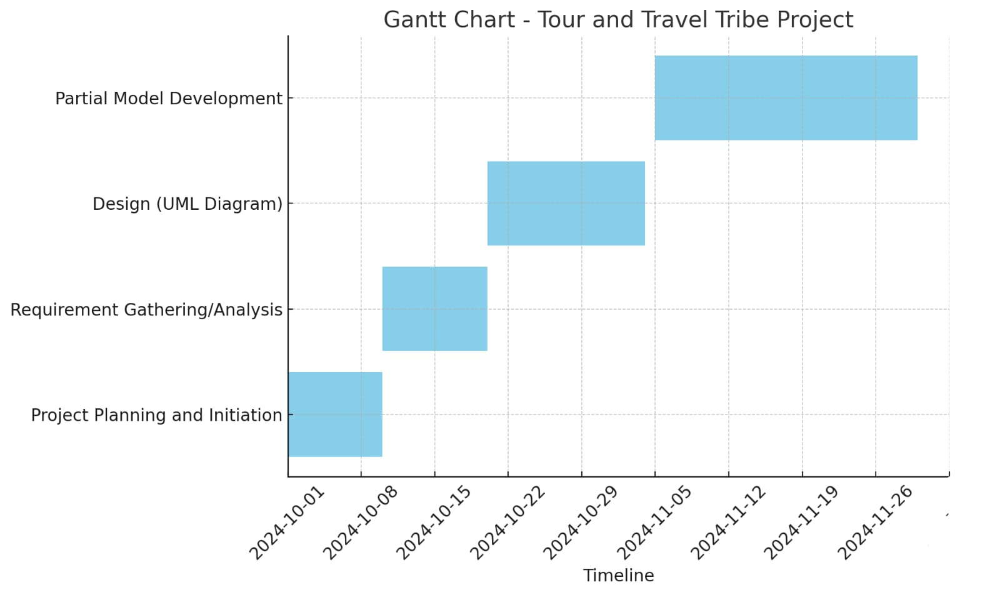 Gantt Chart - Tour and Travel Tribe Project
Partial Model Development
Design (UML Diagram)
Requirement Gathering/Analysis
Project Planning and Initiation
2024-10-01
2024-10-08
2024-10-15
2024-10-22
2024-10-29
2024-11-05
2024-11-12
2024-11-19
2024-11-26
Timeline